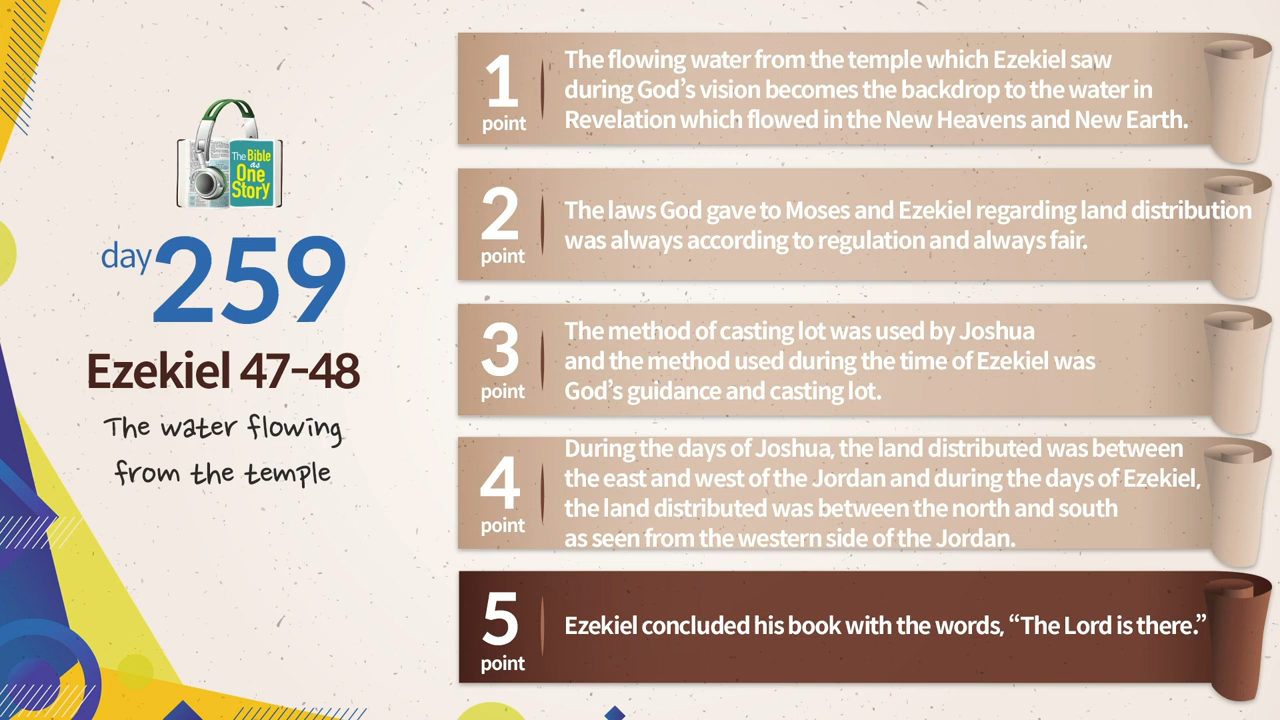 The Bible
as
One
Story
day 259
Ezekiel 47-48
The water flowing
from the temple
1
point
The flowing water from the temple which Ezekiel saw
during God’s vision becomes the backdrop to the water in
Revelation which flowed in the New Heavens and New Earth.
2
point
The laws God gave to Moses and Ezekiel regarding land distribution
was always according to regulation and always fair.
3
point
The method of casting lot was used by Joshua
and the method used during the time of Ezekiel was
God’s guidance and casting lot.
4
point
During the days of Joshua, the land distributed was between
the east and west of the Jordan and during the days of Ezekiel,
the land distributed was between the north and south
as seen from the western side of the Jordan.
5
point
Ezekiel concluded his book with the words, “The Lord is there.”